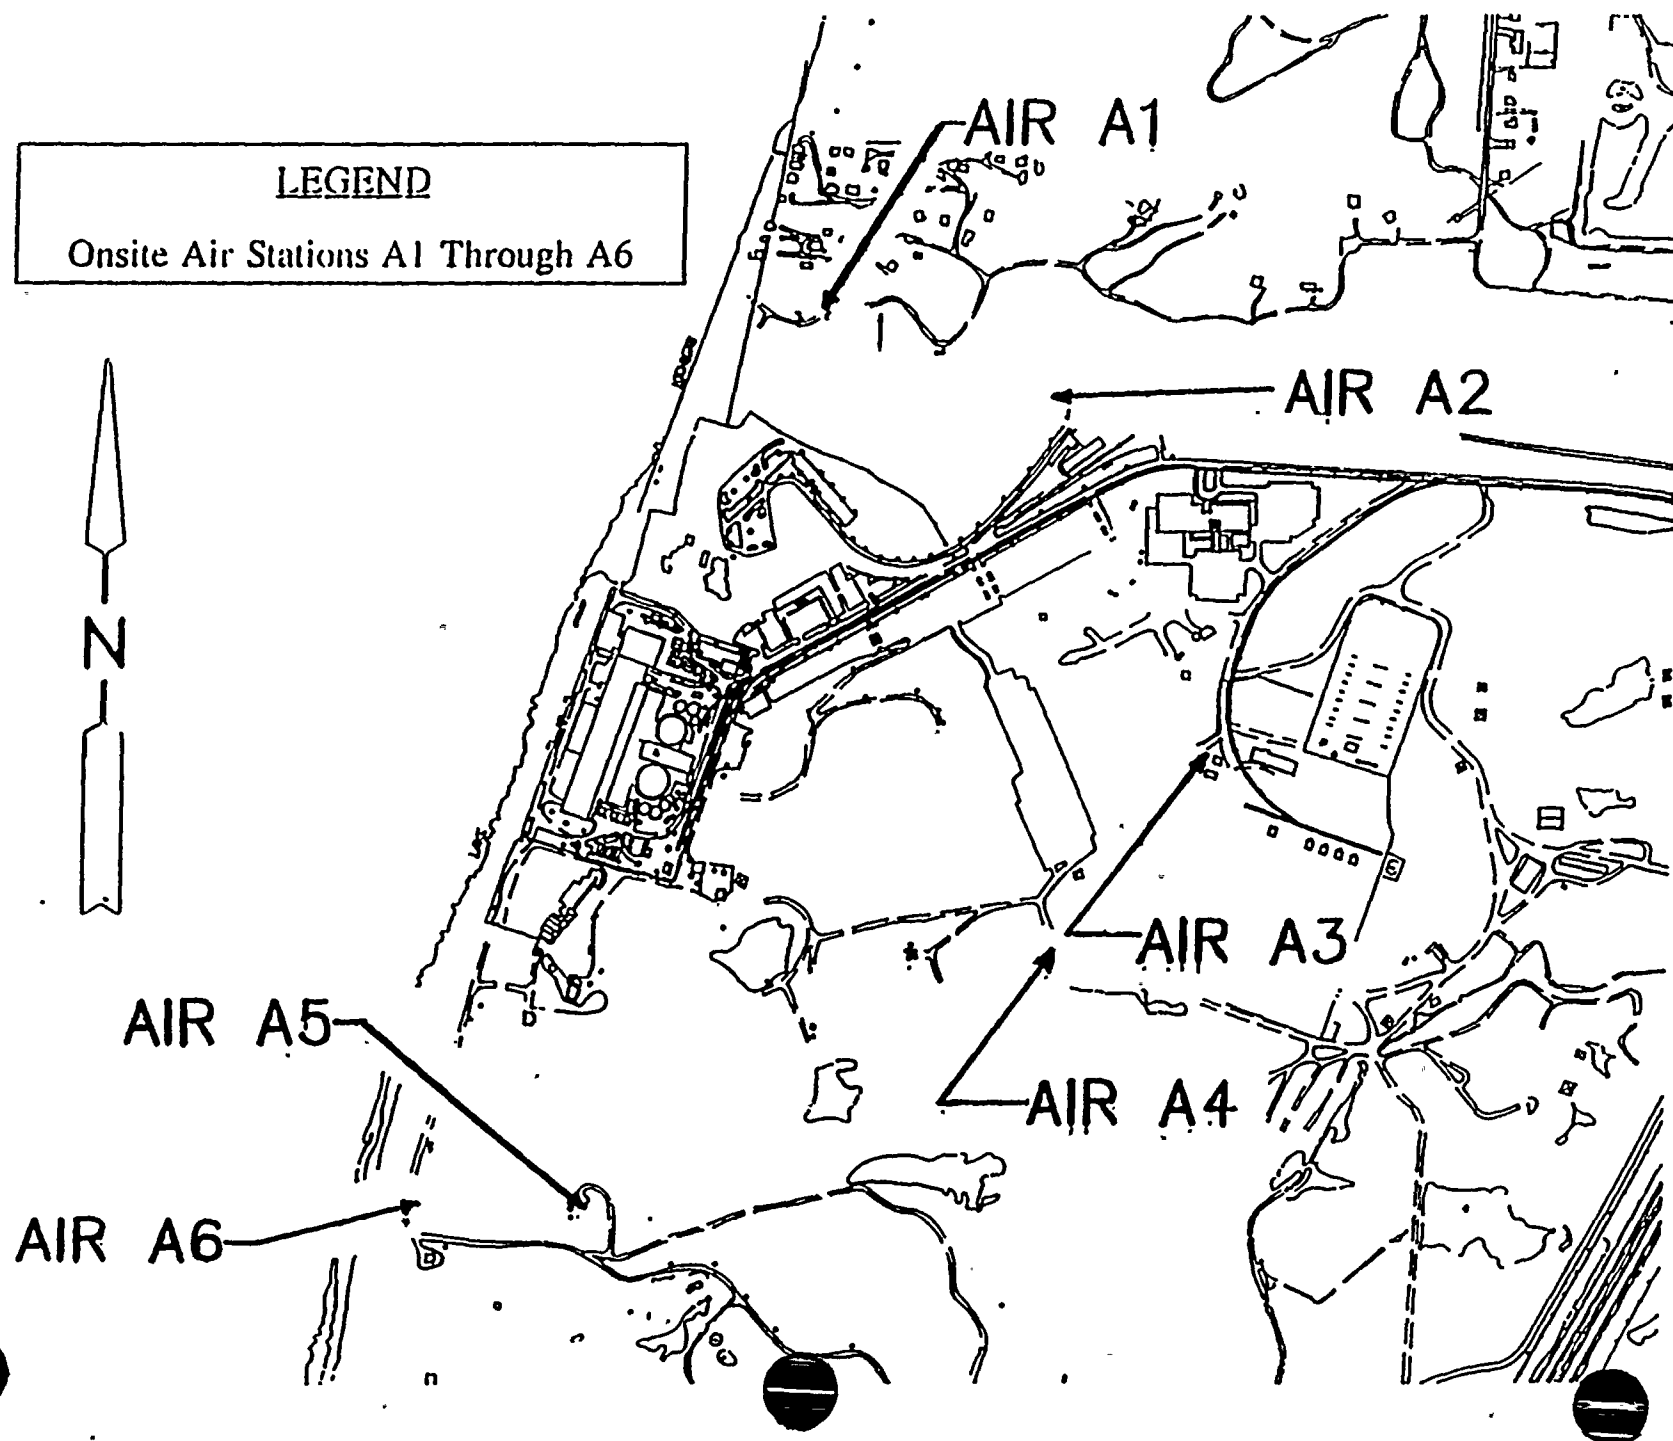 AIR A1
LEGEND
Onsite Air Stations A1 Through A6
AIR A2
N
AIR A3
AIR A5
AIR A4
AIR A6